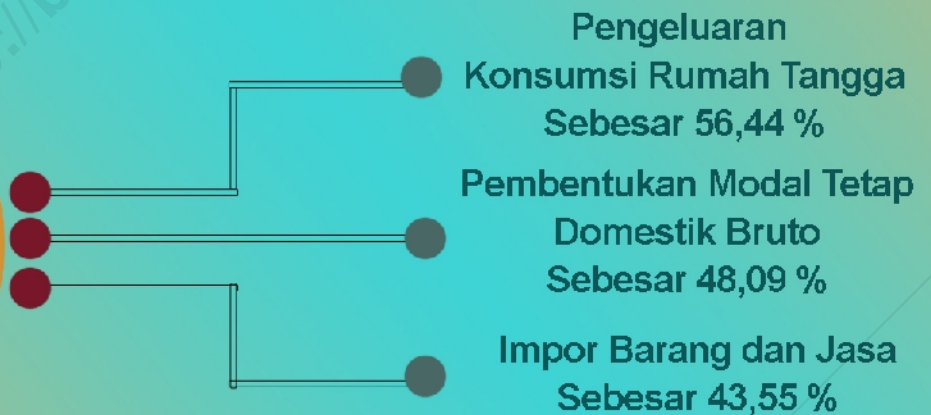 Pengeluaran
Konsumsi Rumah Tangga
Sebesar 56,44 %
Pembentukan Modal Tetap
Domestik Bruto
Sebesar 48,09 %
Impor Barang dan Jasa
Sebesar 43,55 %